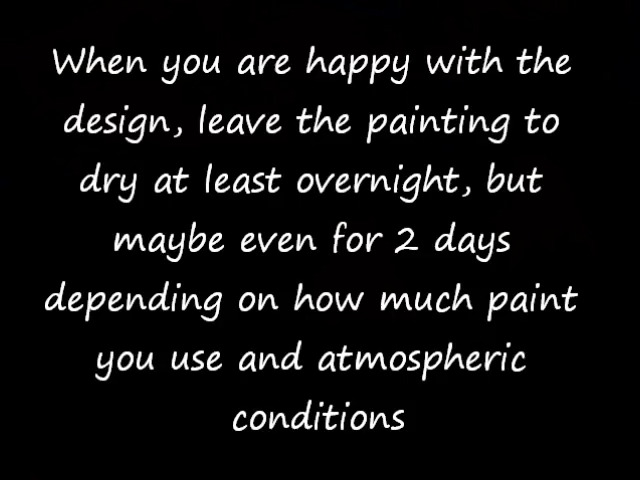 When you are happy with the
design, leave the painting to
dry at least overnight, but
maybe even for 2 days
depending on how much paint
you use and atmospheric
conditions